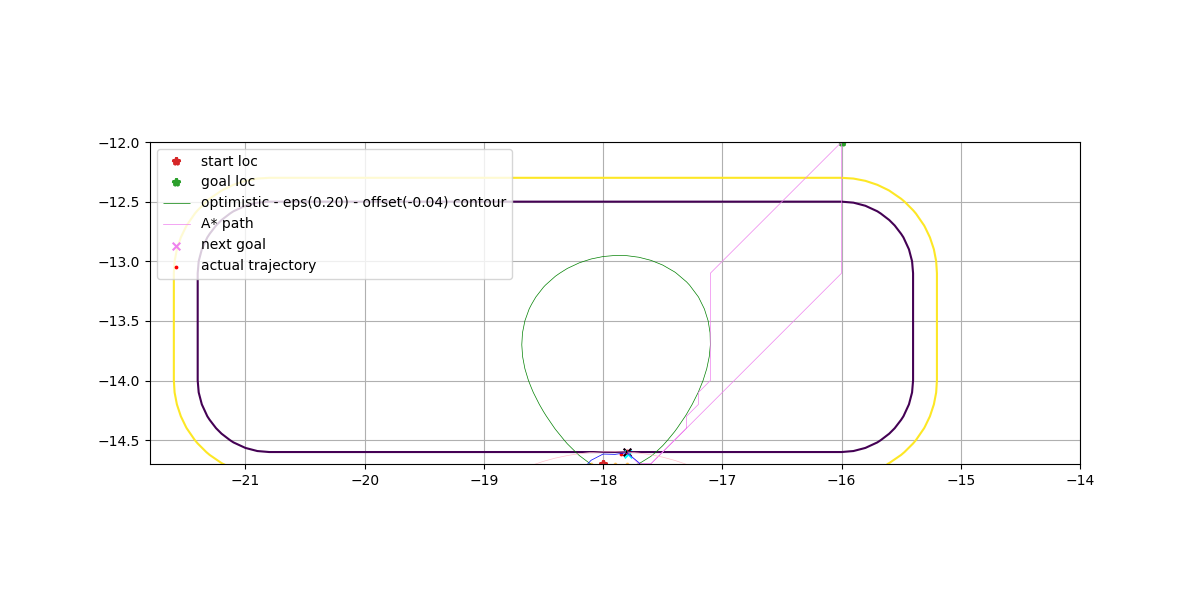 −12.0
−12.5
−13.0
−13.5
−14.0
−14.5
start loc
goal loc
optimistic - eps(0.20) - offset(-0.04) contour
A* path
next goal
actual trajectory
−21 −20 −19 −18 −17 −16 −15 −14